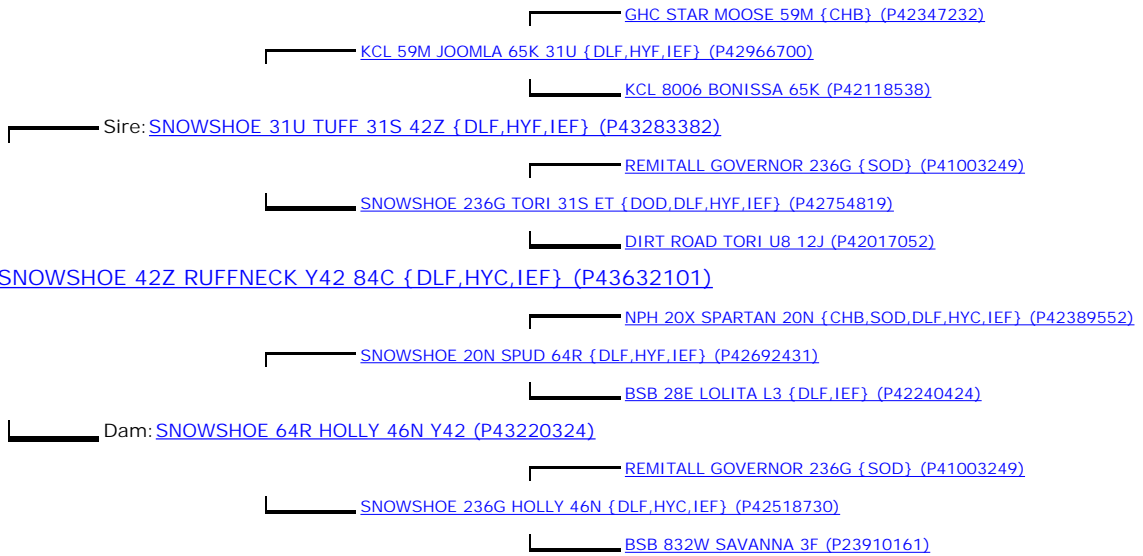 GHC STAR MOOSE 59M {CHB} (P42347232)
KCL 59M JOOMLA 65K 31U {DLF,HYF,IEF} (P42966700)
KCL 8006 BONISSA 65K (P42118538)
Sire: SNOWSHOE 31U TUFF 31S 42Z {DLF,HYF,IEF} (P43283382)
REMITALL GOVERNOR 236G {SOD} (P41003249)
SNOWSHOE 236G TORI 31S ET {DOD,DLF,HYF,IEF} (P42754819)
DIRT ROAD TORI U8 12J (P42017052)
SNOWSHOE 42Z RUFFNECK Y42 84C {DLF,HYC,IEF} (P43632101)
NPH 20X SPARTAN 20N {CHB,SOD,DLF,HYC,IEF} (P42389552)
SNOWSHOE 20N SPUD 64R {DLF,HYF,IEF} (P42692431)
BSB 28E LOLITA L3 {DLF,IEF} (P42240424)
Dam: SNOWSHOE 64R HOLLY 46N Y42 (P43220324)
REMITALL GOVERNOR 236G {SOD} (P41003249)
SNOWSHOE 236G HOLLY 46N {DLF,HYC,IEF} (P42518730)
BSB 832W SAVANNA 3F (P23910161)